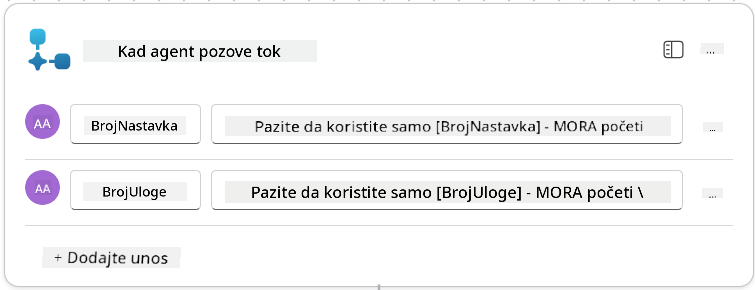 Kad agent pozove tok
...
AA
BrojNastavka
Pazite da koristite samo [BrojNastavka] - MORA početi
...
AA
BrojUloge
Pazite da koristite samo [BrojUloge] - MORA početi \
...
+ Dodajte unos